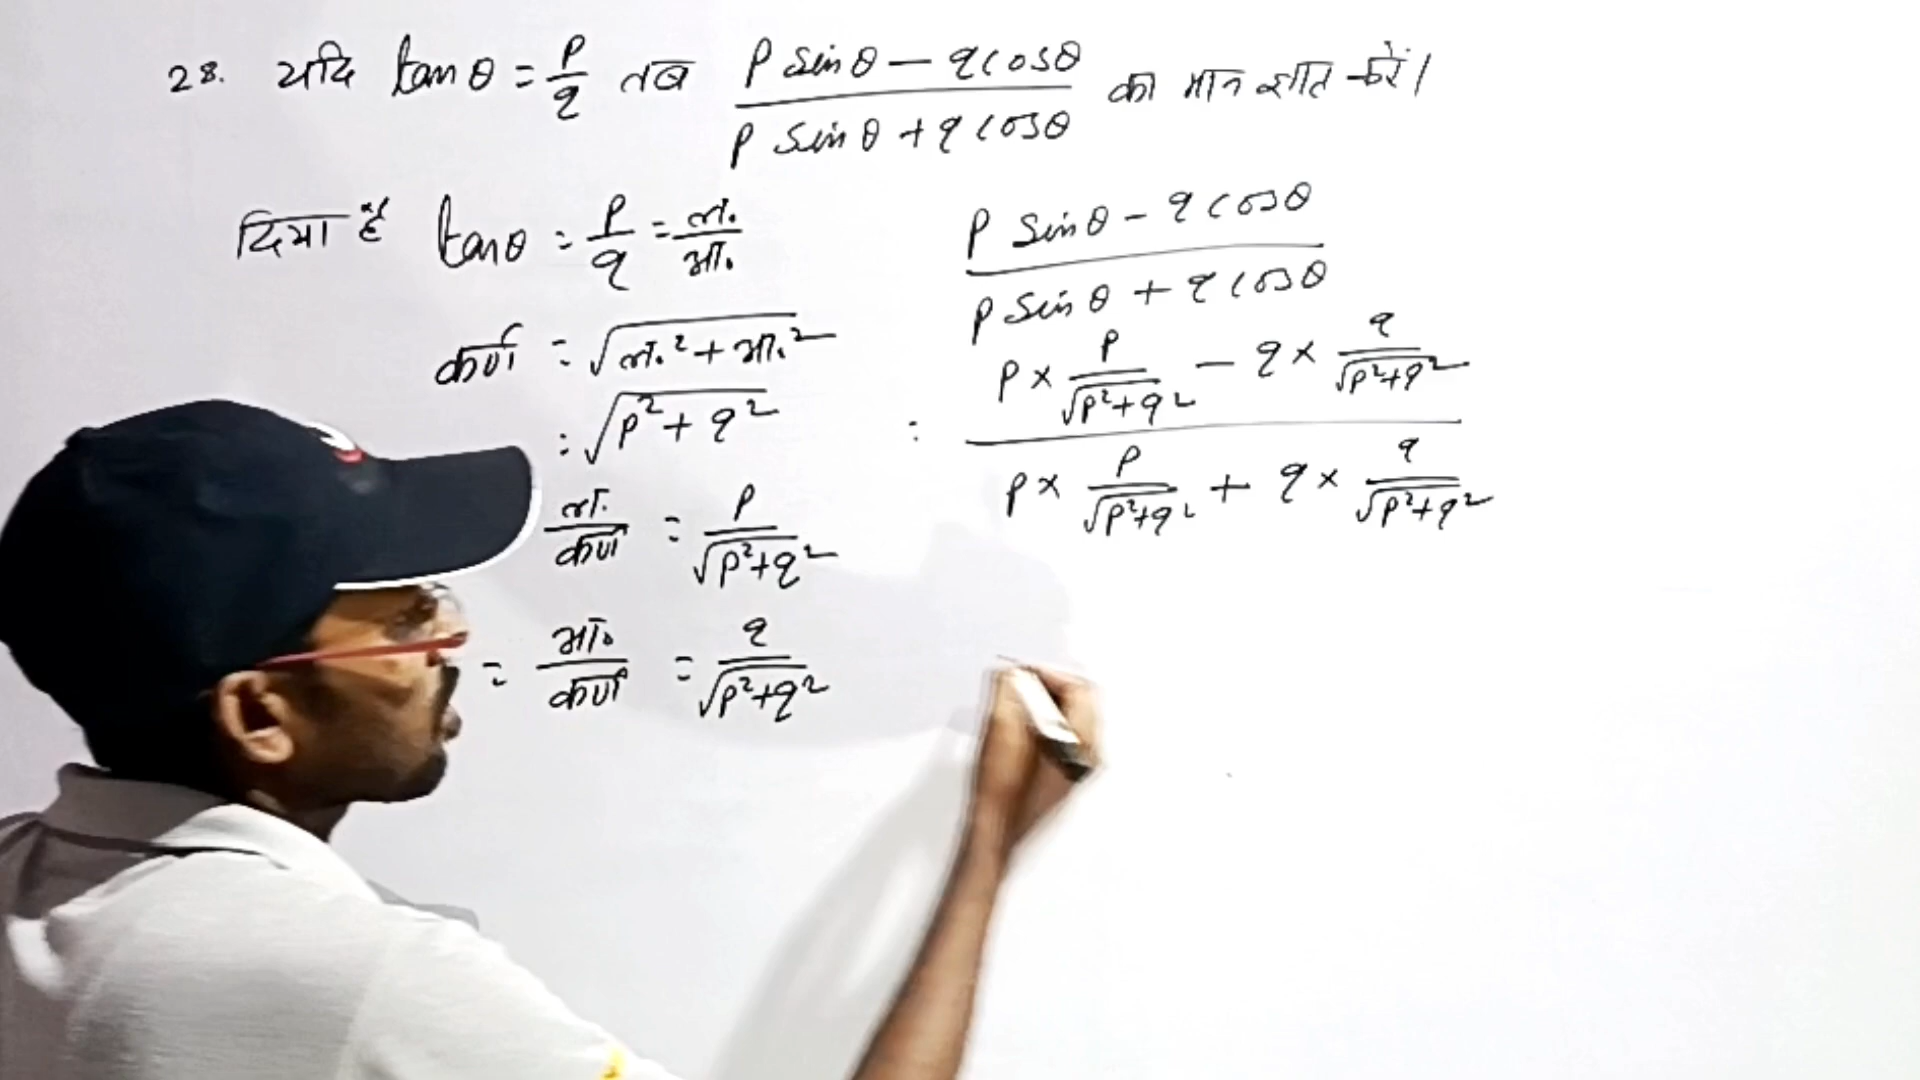 28. यदि tan θ = p/q तब (p sin θ − q cos θ)/(p sin θ + q cos θ) का मान ज्ञात करें।
दिया है tan θ = p/q = लं./आ.
कर्ण = √(लं.² + आ.²)
= √(p² + q²)
लं./कर्ण = p/√(p²+q²)
= आ./कर्ण = q/√(p²+q²)
(p sin θ − q cos θ)/(p sin θ + q cos θ)
= (p × p/√(p²+q²) − q × q/√(p²+q²))/(p × p/√(p²+q²) + q × q/√(p²+q²))